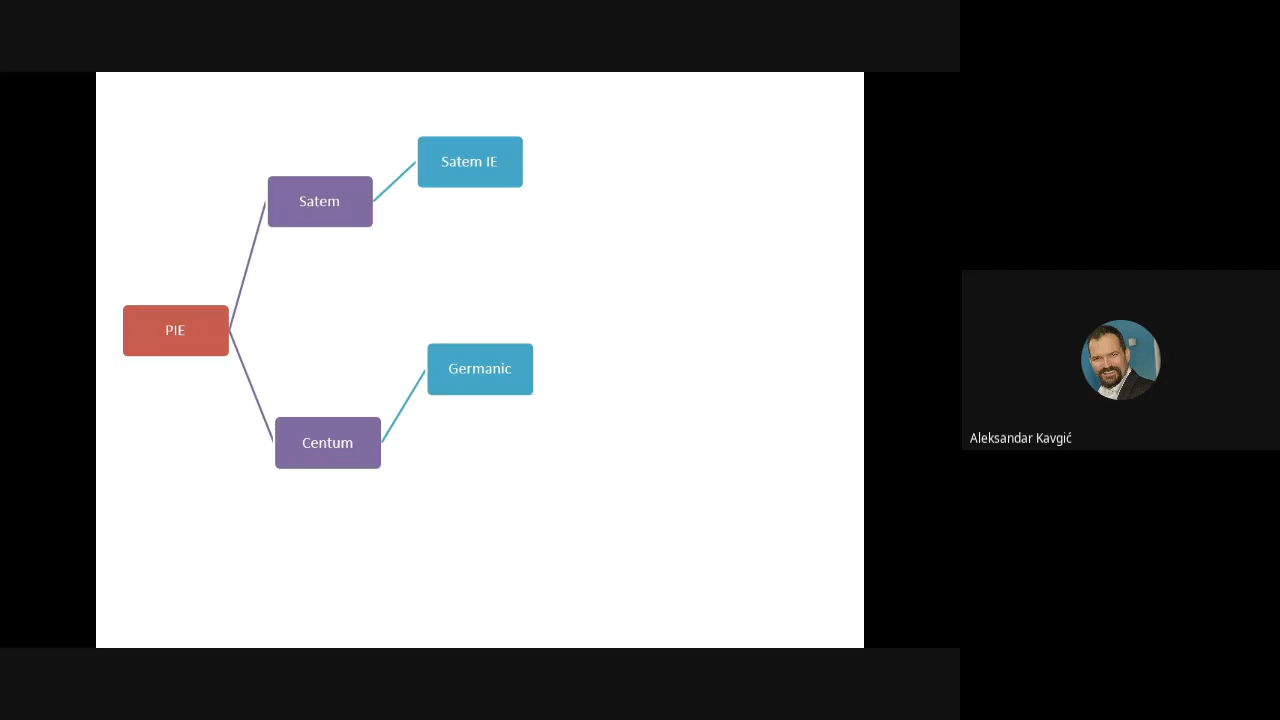 Satem IE
Satem
PIE
Germanic
Centum
Aleksandar Kavgić